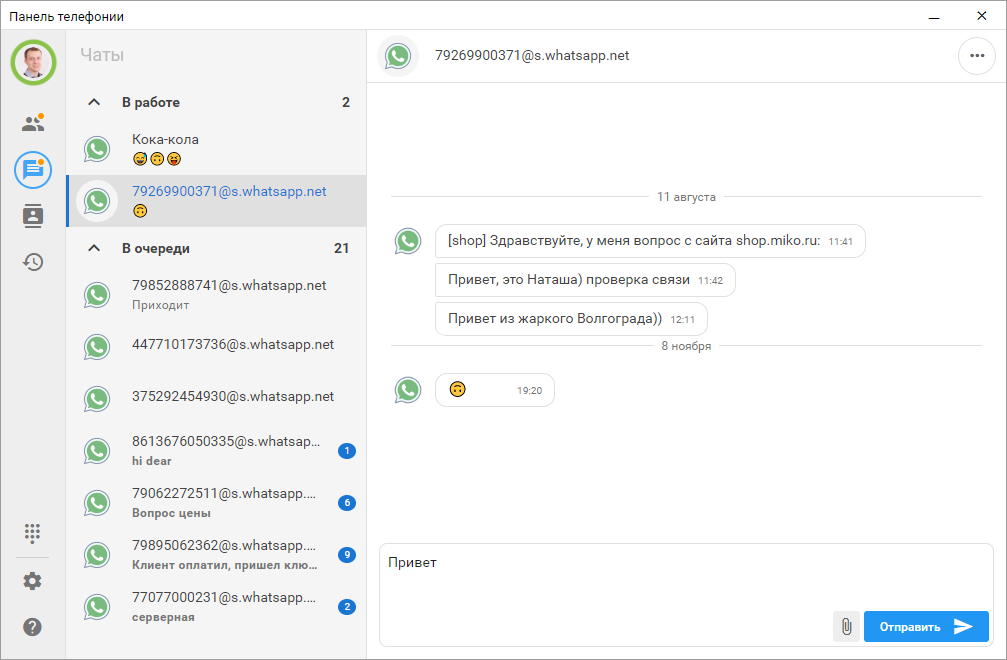 Панель телефонии
Чаты
В работе 2
Кока-кола
😅🙃😝
79269900371@s.whatsapp.net
🙃
В очереди 21
79852888741@s.whatsapp.net
Приходит
447710173736@s.whatsapp.net
375292454930@s.whatsapp.net
8613676050335@s.whatsap...
hi dear
1
79062272511@s.whatsapp....
Вопрос цены
6
79895062362@s.whatsapp....
Клиент оплатил, пришел клю...
9
77077000231@s.whatsapp....
серверная
2
79269900371@s.whatsapp.net
11 августа
[shop] Здравствуйте, у меня вопрос с сайта shop.miko.ru: 11:41
Привет, это Наташа) проверка связи 11:42
Привет из жаркого Волгограда)) 12:11
8 ноября
🙃 19:20
Привет
Отправить